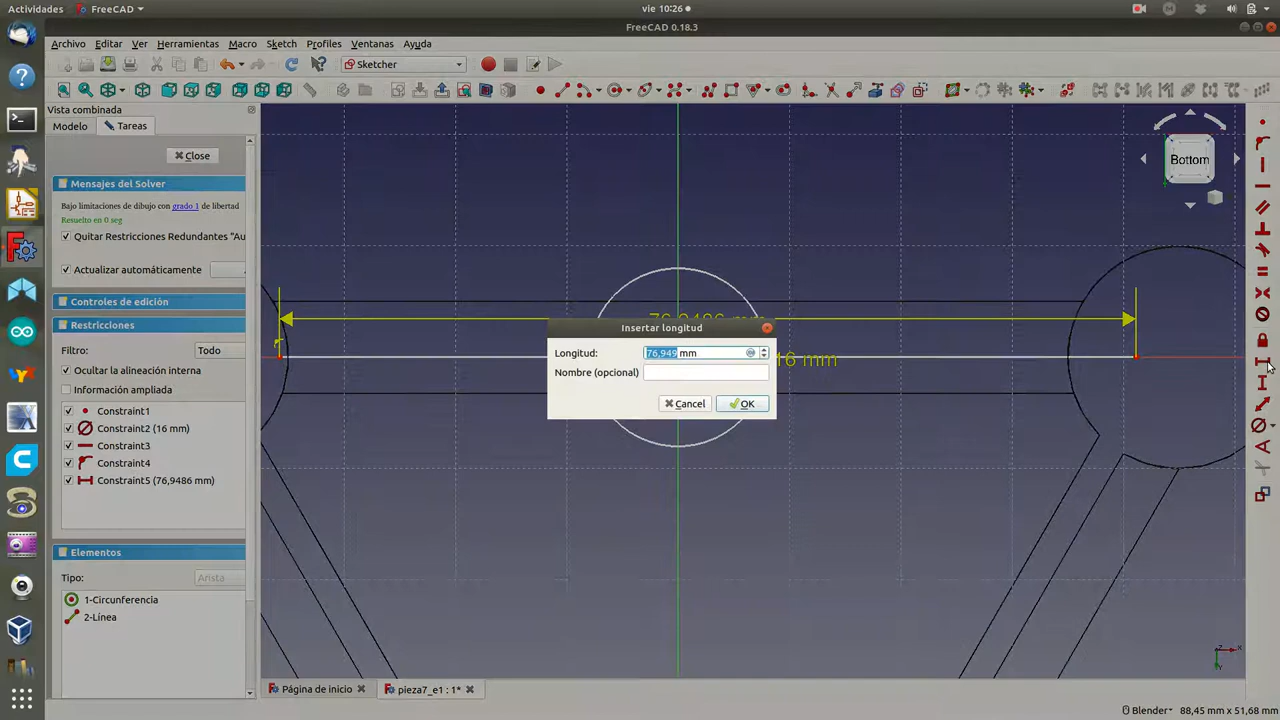 Actividades
FreeCAD
vie 10:26
FreeCAD 0.18.3
Archivo Editar Ver Herramientas Macro Sketch Profiles Ventanas Ayuda
Sketcher
Vista combinada
Modelo Tareas
Close
Mensajes del Solver
Bajo limitaciones de dibujo con grado 1 de libertad
Resuelto en 0 seg
Quitar Restricciones Redundantes "Au
Actualizar automáticamente
Controles de edición
Restricciones
Filtro: Todo
Ocultar la alineación interna
Información ampliada
Constraint1
Constraint2 (16 mm)
Constraint3
Constraint4
Constraint5 (76,9486 mm)
Elementos
Tipo: Arista
1-Circunferencia
2-Línea
Bottom
76,9486 mm
16 mm
Insertar longitud
Longitud: 76,949 mm
Nombre (opcional)
Cancel OK
Página de inicio
pieza7_e1 : 1*
Blender
88,45 mm x 51,68 mm